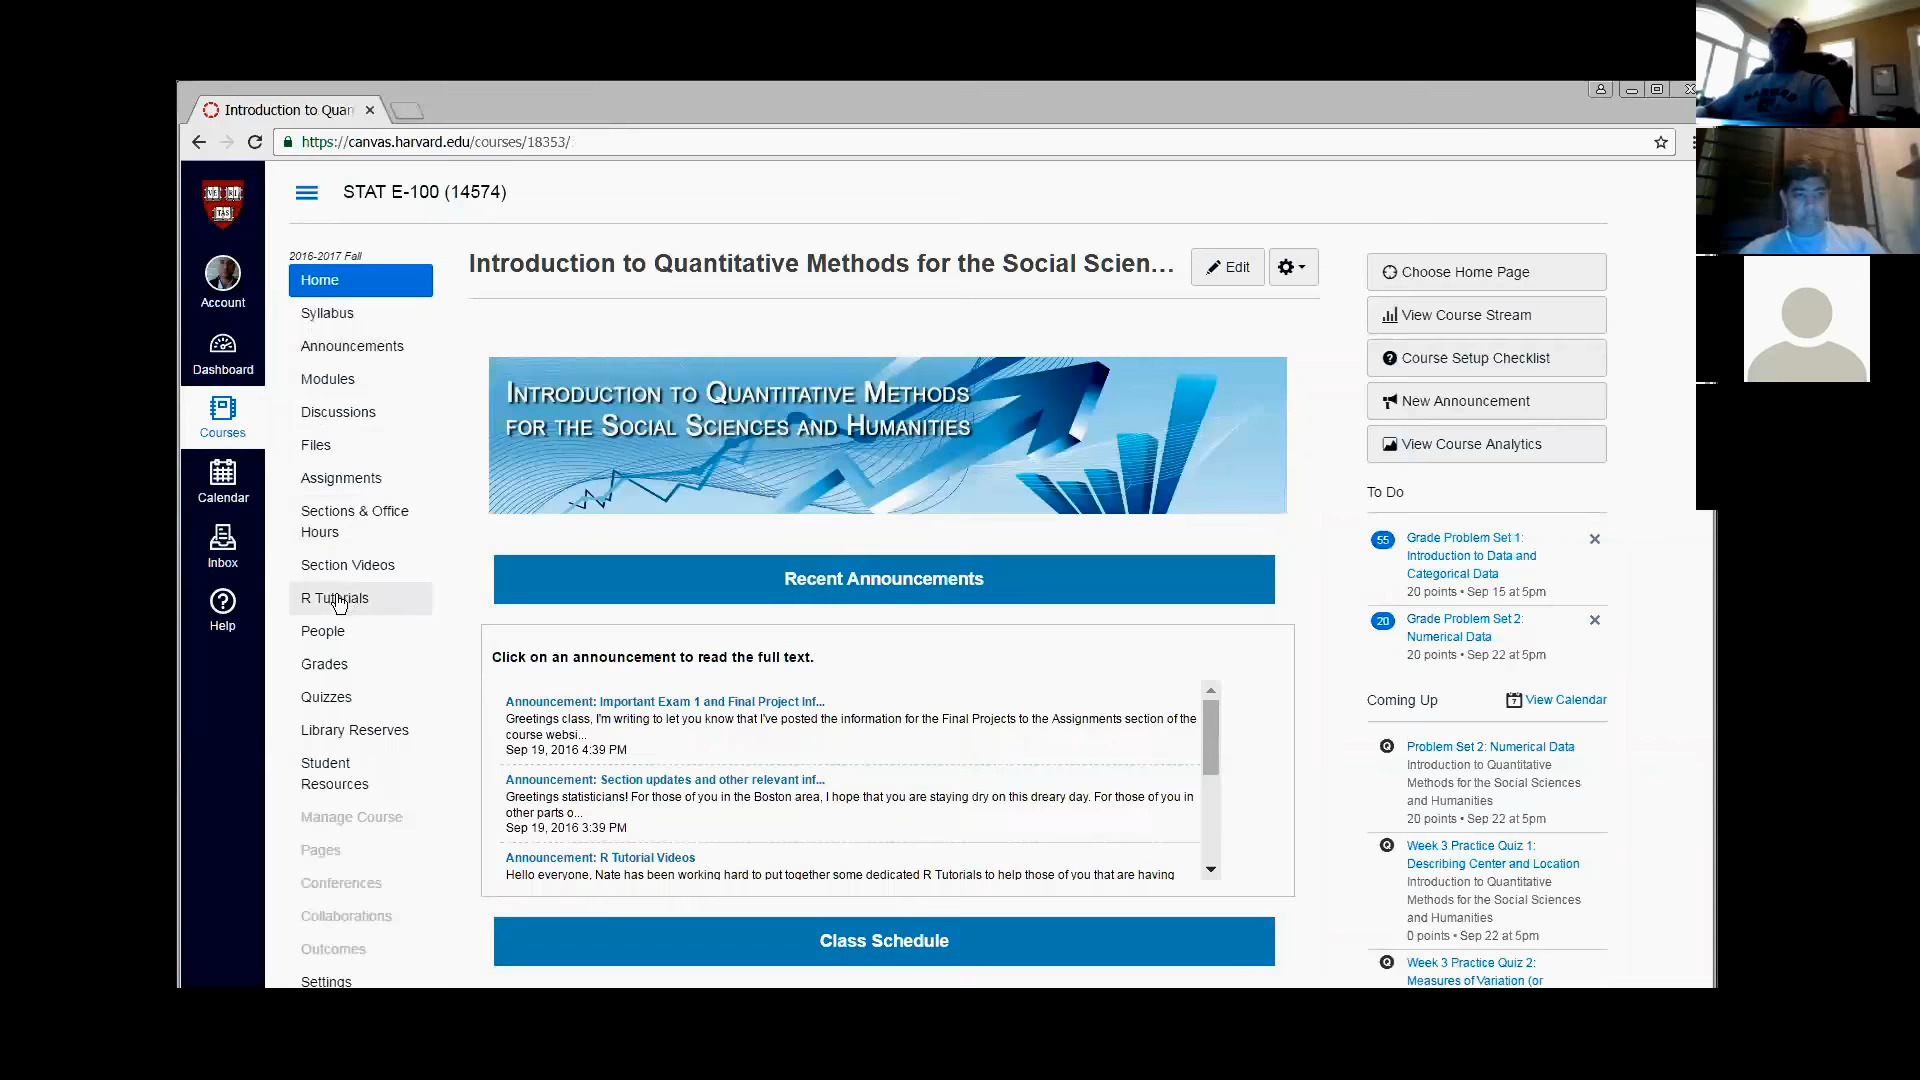 Introduction to Quan
https://canvas.harvard.edu/courses/18353/
VE RI
TAS
STAT E-100 (14574)
Account
Dashboard
Courses
Calendar
Inbox
Help
2016-2017 Fall
Home
Syllabus
Announcements
Modules
Discussions
Files
Assignments
Sections & Office
Hours
Section Videos
R Tutorials
People
Grades
Quizzes
Library Reserves
Student
Resources
Manage Course
Pages
Conferences
Collaborations
Outcomes
Settings
Introduction to Quantitative Methods for the Social Scien...
Edit
Introduction to Quantitative Methods
for the Social Sciences and Humanities
Recent Announcements
Click on an announcement to read the full text.
Announcement: Important Exam 1 and Final Project Inf...
Greetings class, I'm writing to let you know that I've posted the information for the Final Projects to the Assignments section of the
course websi...
Sep 19, 2016 4:39 PM
Announcement: Section updates and other relevant inf...
Greetings statisticians! For those of you in the Boston area, I hope that you are staying dry on this dreary day. For those of you in
other parts o...
Sep 19, 2016 3:39 PM
Announcement: R Tutorial Videos
Hello everyone, Nate has been working hard to put together some dedicated R Tutorials to help those of you that are having
Class Schedule
Choose Home Page
View Course Stream
Course Setup Checklist
New Announcement
View Course Analytics
To Do
55
Grade Problem Set 1:
Introduction to Data and
Categorical Data
20 points • Sep 15 at 5pm
20
Grade Problem Set 2:
Numerical Data
20 points • Sep 22 at 5pm
Coming Up
7 View Calendar
Problem Set 2: Numerical Data
Introduction to Quantitative
Methods for the Social Sciences
and Humanities
20 points • Sep 22 at 5pm
Week 3 Practice Quiz 1:
Describing Center and Location
Introduction to Quantitative
Methods for the Social Sciences
and Humanities
0 points • Sep 22 at 5pm
Week 3 Practice Quiz 2:
Measures of Variation (or